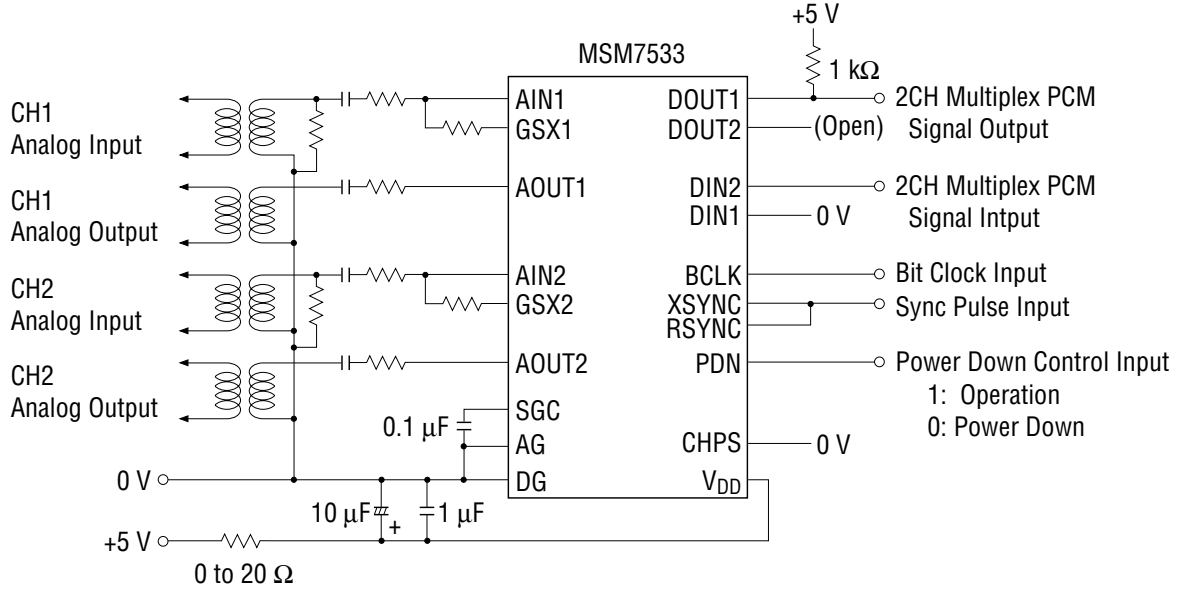 +5 V
MSM7533
1 kΩ
CH1
Analog Input
AIN1
GSX1
DOUT1
DOUT2
2CH Multiplex PCM
Signal Output
(Open)
CH1
Analog Output
AOUT1
DIN2
DIN1
2CH Multiplex PCM
Signal Intput
0 V
CH2
Analog Input
AIN2
GSX2
BCLK
XSYNC
RSYNC
Bit Clock Input
Sync Pulse Input
CH2
Analog Output
AOUT2
PDN
Power Down Control Input
1: Operation
0: Power Down
0.1 μF
SGC
AG
CHPS
0 V
0 V
DG
VDD
10 μF
+
1 μF
+5 V
0 to 20 Ω